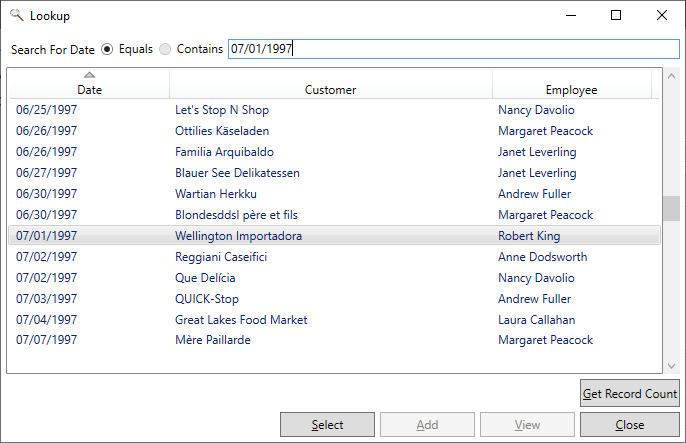 Lookup
Search For Date Equals Contains 07/01/1997
Date Customer Employee
06/25/1997 Let's Stop N Shop Nancy Davolio
06/26/1997 Ottilies Käseladen Margaret Peacock
06/26/1997 Familia Arquibaldo Janet Leverling
06/27/1997 Blauer See Delikatessen Janet Leverling
06/30/1997 Wartian Herkku Andrew Fuller
06/30/1997 Blondesddsl père et fils Margaret Peacock
07/01/1997 Wellington Importadora Robert King
07/02/1997 Reggiani Caseifici Anne Dodsworth
07/02/1997 Que Delícia Nancy Davolio
07/03/1997 QUICK-Stop Andrew Fuller
07/04/1997 Great Lakes Food Market Laura Callahan
07/07/1997 Mère Paillarde Margaret Peacock
Get Record Count
Select Add View Close